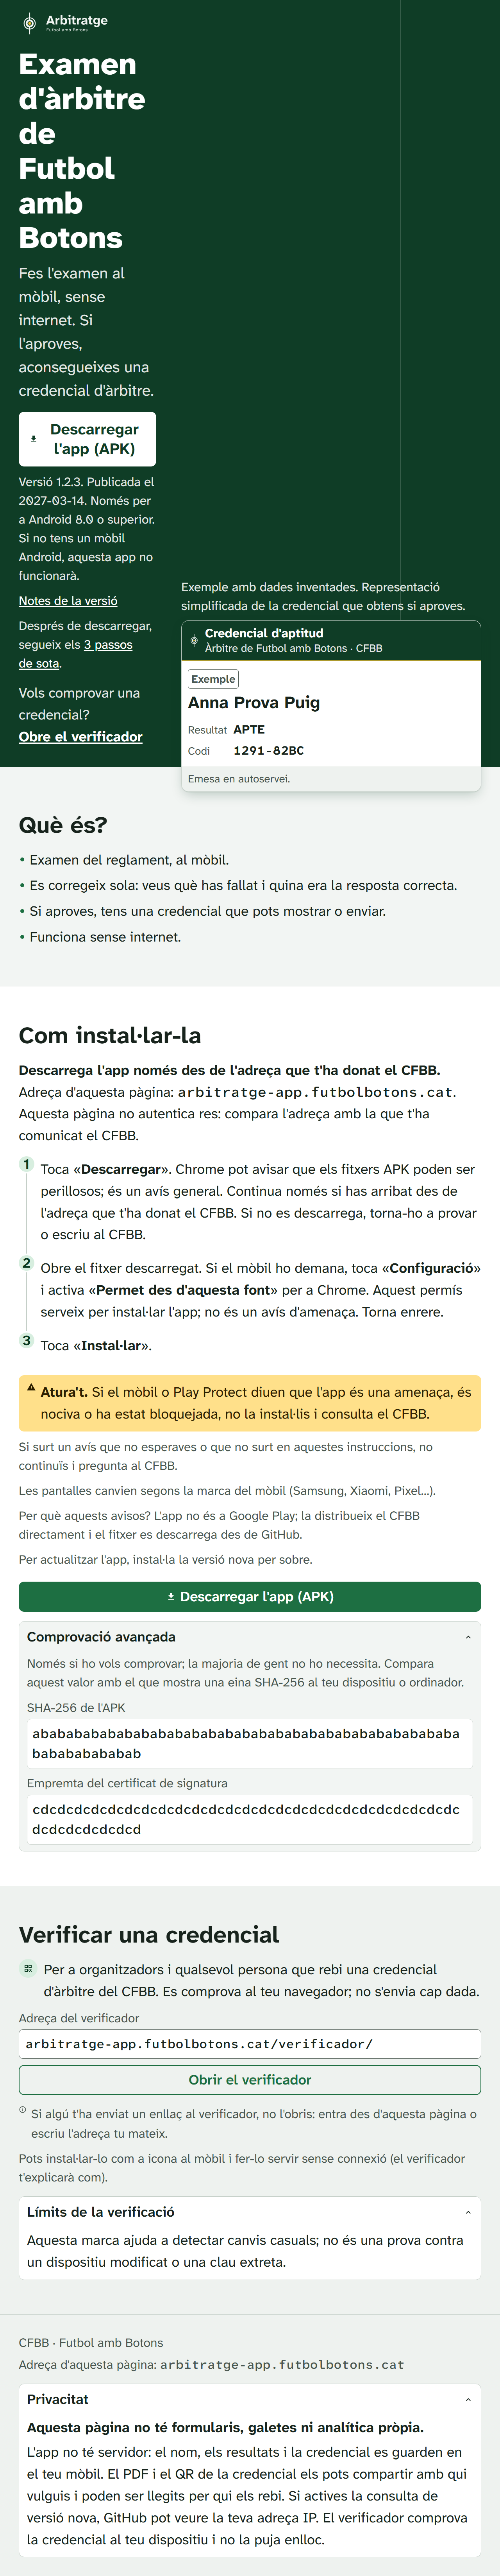 Arbitratge
Futbol amb Botons
Examen
d'àrbitre
de
Futbol
amb
Botons
Fes l'examen al
mòbil, sense
internet. Si
l'aproves,
aconsegueixes una
credencial d'àrbitre.
Descarregar
l'app (APK)
Versió 1.2.3. Publicada el
2027-03-14. Només per
a Android 8.0 o superior.
Si no tens un mòbil
Android, aquesta app no
funcionarà.
Notes de la versió
Després de descarregar,
segueix els 3 passos
de sota.
Vols comprovar una
credencial?
Obre el verificador
Exemple amb dades inventades. Representació
simplificada de la credencial que obtens si aproves.
Credencial d'aptitud
Àrbitre de Futbol amb Botons · CFBB
Exemple
Anna Prova Puig
Resultat APTE
Codi 1291-82BC
Emesa en autoservei.
Què és?
• Examen del reglament, al mòbil.
• Es corregeix sola: veus què has fallat i quina era la resposta correcta.
• Si aproves, tens una credencial que pots mostrar o enviar.
• Funciona sense internet.
Com instal·lar-la
Descarrega l'app només des de l'adreça que t'ha donat el CFBB.
Adreça d'aquesta pàgina: arbitratge-app.futbolbotons.cat.
Aquesta pàgina no autentica res: compara l'adreça amb la que t'ha
comunicat el CFBB.
1 Toca «Descarregar». Chrome pot avisar que els fitxers APK poden ser
perillosos; és un avís general. Continua només si has arribat des de
l'adreça que t'ha donat el CFBB. Si no es descarrega, torna-ho a provar
o escriu al CFBB.
2 Obre el fitxer descarregat. Si el mòbil ho demana, toca «Configuració»
i activa «Permet des d'aquesta font» per a Chrome. Aquest permís
serveix per instal·lar l'app; no és un avís d'amenaça. Torna enrere.
3 Toca «Instal·lar».
Atura't. Si el mòbil o Play Protect diuen que l'app és una amenaça, és
nociva o ha estat bloquejada, no la instal·lis i consulta el CFBB.
Si surt un avís que no esperaves o que no surt en aquestes instruccions, no
continuïs i pregunta al CFBB.
Les pantalles canvien segons la marca del mòbil (Samsung, Xiaomi, Pixel…).
Per què aquests avisos? L'app no és a Google Play; la distribueix el CFBB
directament i el fitxer es descarrega des de GitHub.
Per actualitzar l'app, instal·la la versió nova per sobre.
Descarregar l'app (APK)
Comprovació avançada
Només si ho vols comprovar; la majoria de gent no ho necessita. Compara
aquest valor amb el que mostra una eina SHA-256 al teu dispositiu o ordinador.
SHA-256 de l'APK
abababababababababababababababababababababababababa
bababababababab
Empremta del certificat de signatura
cdcdcdcdcdcdcdcdcdcdcdcdcdcdcdcdcdcdcdcdcdcdcdcdcdc
dcdcdcdcdcdcd
Verificar una credencial
Per a organitzadors i qualsevol persona que rebi una credencial
d'àrbitre del CFBB. Es comprova al teu navegador; no s'envia cap dada.
Adreça del verificador
arbitratge-app.futbolbotons.cat/verificador/
Obrir el verificador
Si algú t'ha enviat un enllaç al verificador, no l'obris: entra des d'aquesta pàgina o
escriu l'adreça tu mateix.
Pots instal·lar-lo com a icona al mòbil i fer-lo servir sense connexió (el verificador
t'explicarà com).
Límits de la verificació
Aquesta marca ajuda a detectar canvis casuals; no és una prova contra
un dispositiu modificat o una clau extreta.
CFBB · Futbol amb Botons
Adreça d'aquesta pàgina: arbitratge-app.futbolbotons.cat
Privacitat
Aquesta pàgina no té formularis, galetes ni analítica pròpia.
L'app no té servidor: el nom, els resultats i la credencial es guarden en
el teu mòbil. El PDF i el QR de la credencial els pots compartir amb qui
vulguis i poden ser llegits per qui els rebi. Si actives la consulta de
versió nova, GitHub pot veure la teva adreça IP. El verificador comprova
la credencial al teu dispositiu i no la puja enlloc.